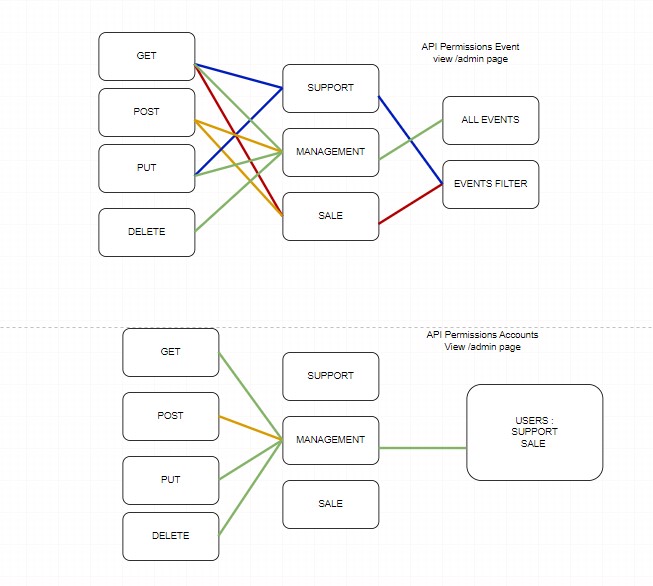 API Permissions Event
view /admin page
GET
SUPPORT
POST
ALL EVENTS
MANAGEMENT
PUT
EVENTS FILTER
SALE
DELETE
API Permissions Accounts
View /admin page
GET
SUPPORT
POST
USERS :
SUPPORT
SALE
MANAGEMENT
PUT
SALE
DELETE